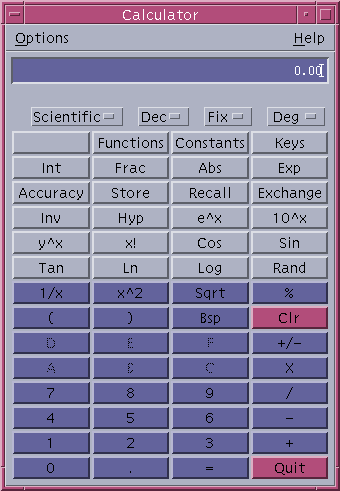 Calculator
Options Help
0.00
Scientific Dec Fix Deg
Functions Constants Keys
Int Frac Abs Exp
Accuracy Store Recall Exchange
Inv Hyp e^x 10^x
y^x x! Cos Sin
Tan Ln Log Rand
1/x x^2 Sqrt %
( ) Bsp Clr
D E F +/-
A B C X
7 8 9 /
4 5 6 -
1 2 3 +
0 . = Quit